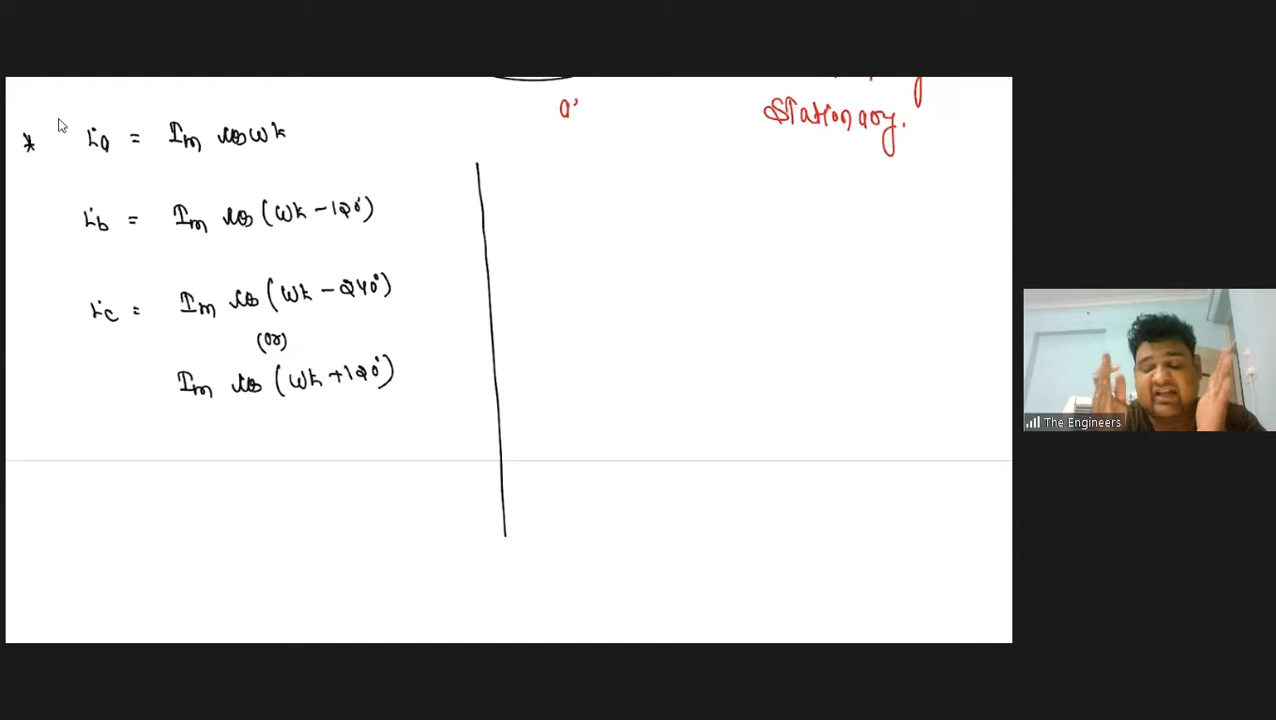 a'
Stationary.
* ia = Im cosωt
ib = Im cos(ωt - 120°)
ic = Im cos(ωt - 240°)
(or)
Im cos(ωt + 120°)
The Engineers